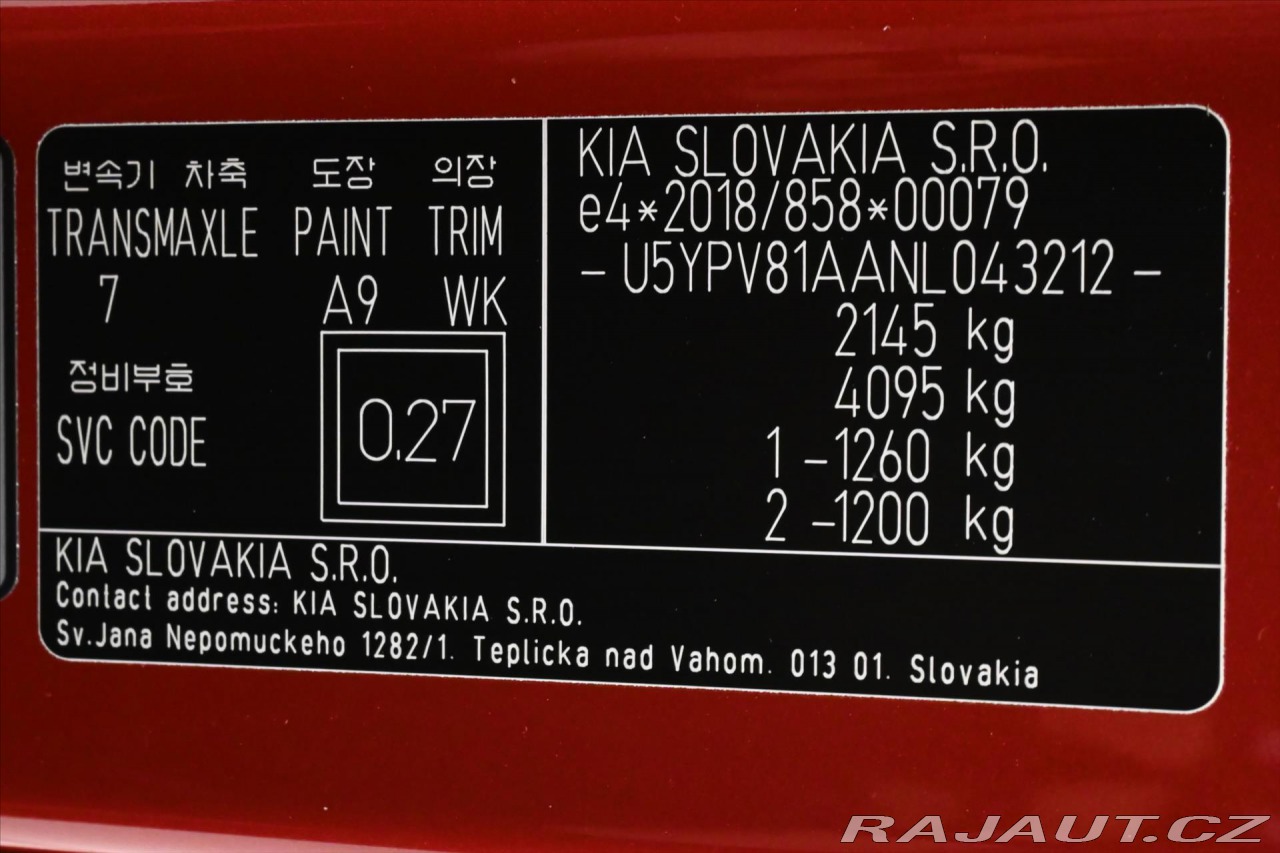 변속기 차축 도장 의장
TRANSMAXLE PAINT TRIM
7 A9 WK
정비부호
SVC CODE
0.27
KIA SLOVAKIA S.R.O.
e4*2018/858*00079
- U5YPV81AANL043212 -
2145 kg
4095 kg
1 -1260 kg
2 -1200 kg
KIA SLOVAKIA S.R.O.
Contact address: KIA SLOVAKIA S.R.O.
Sv.Jana Nepomuckeho 1282/1. Teplicka nad Vahom. 013 01. Slovakia
RAJAUT.CZ